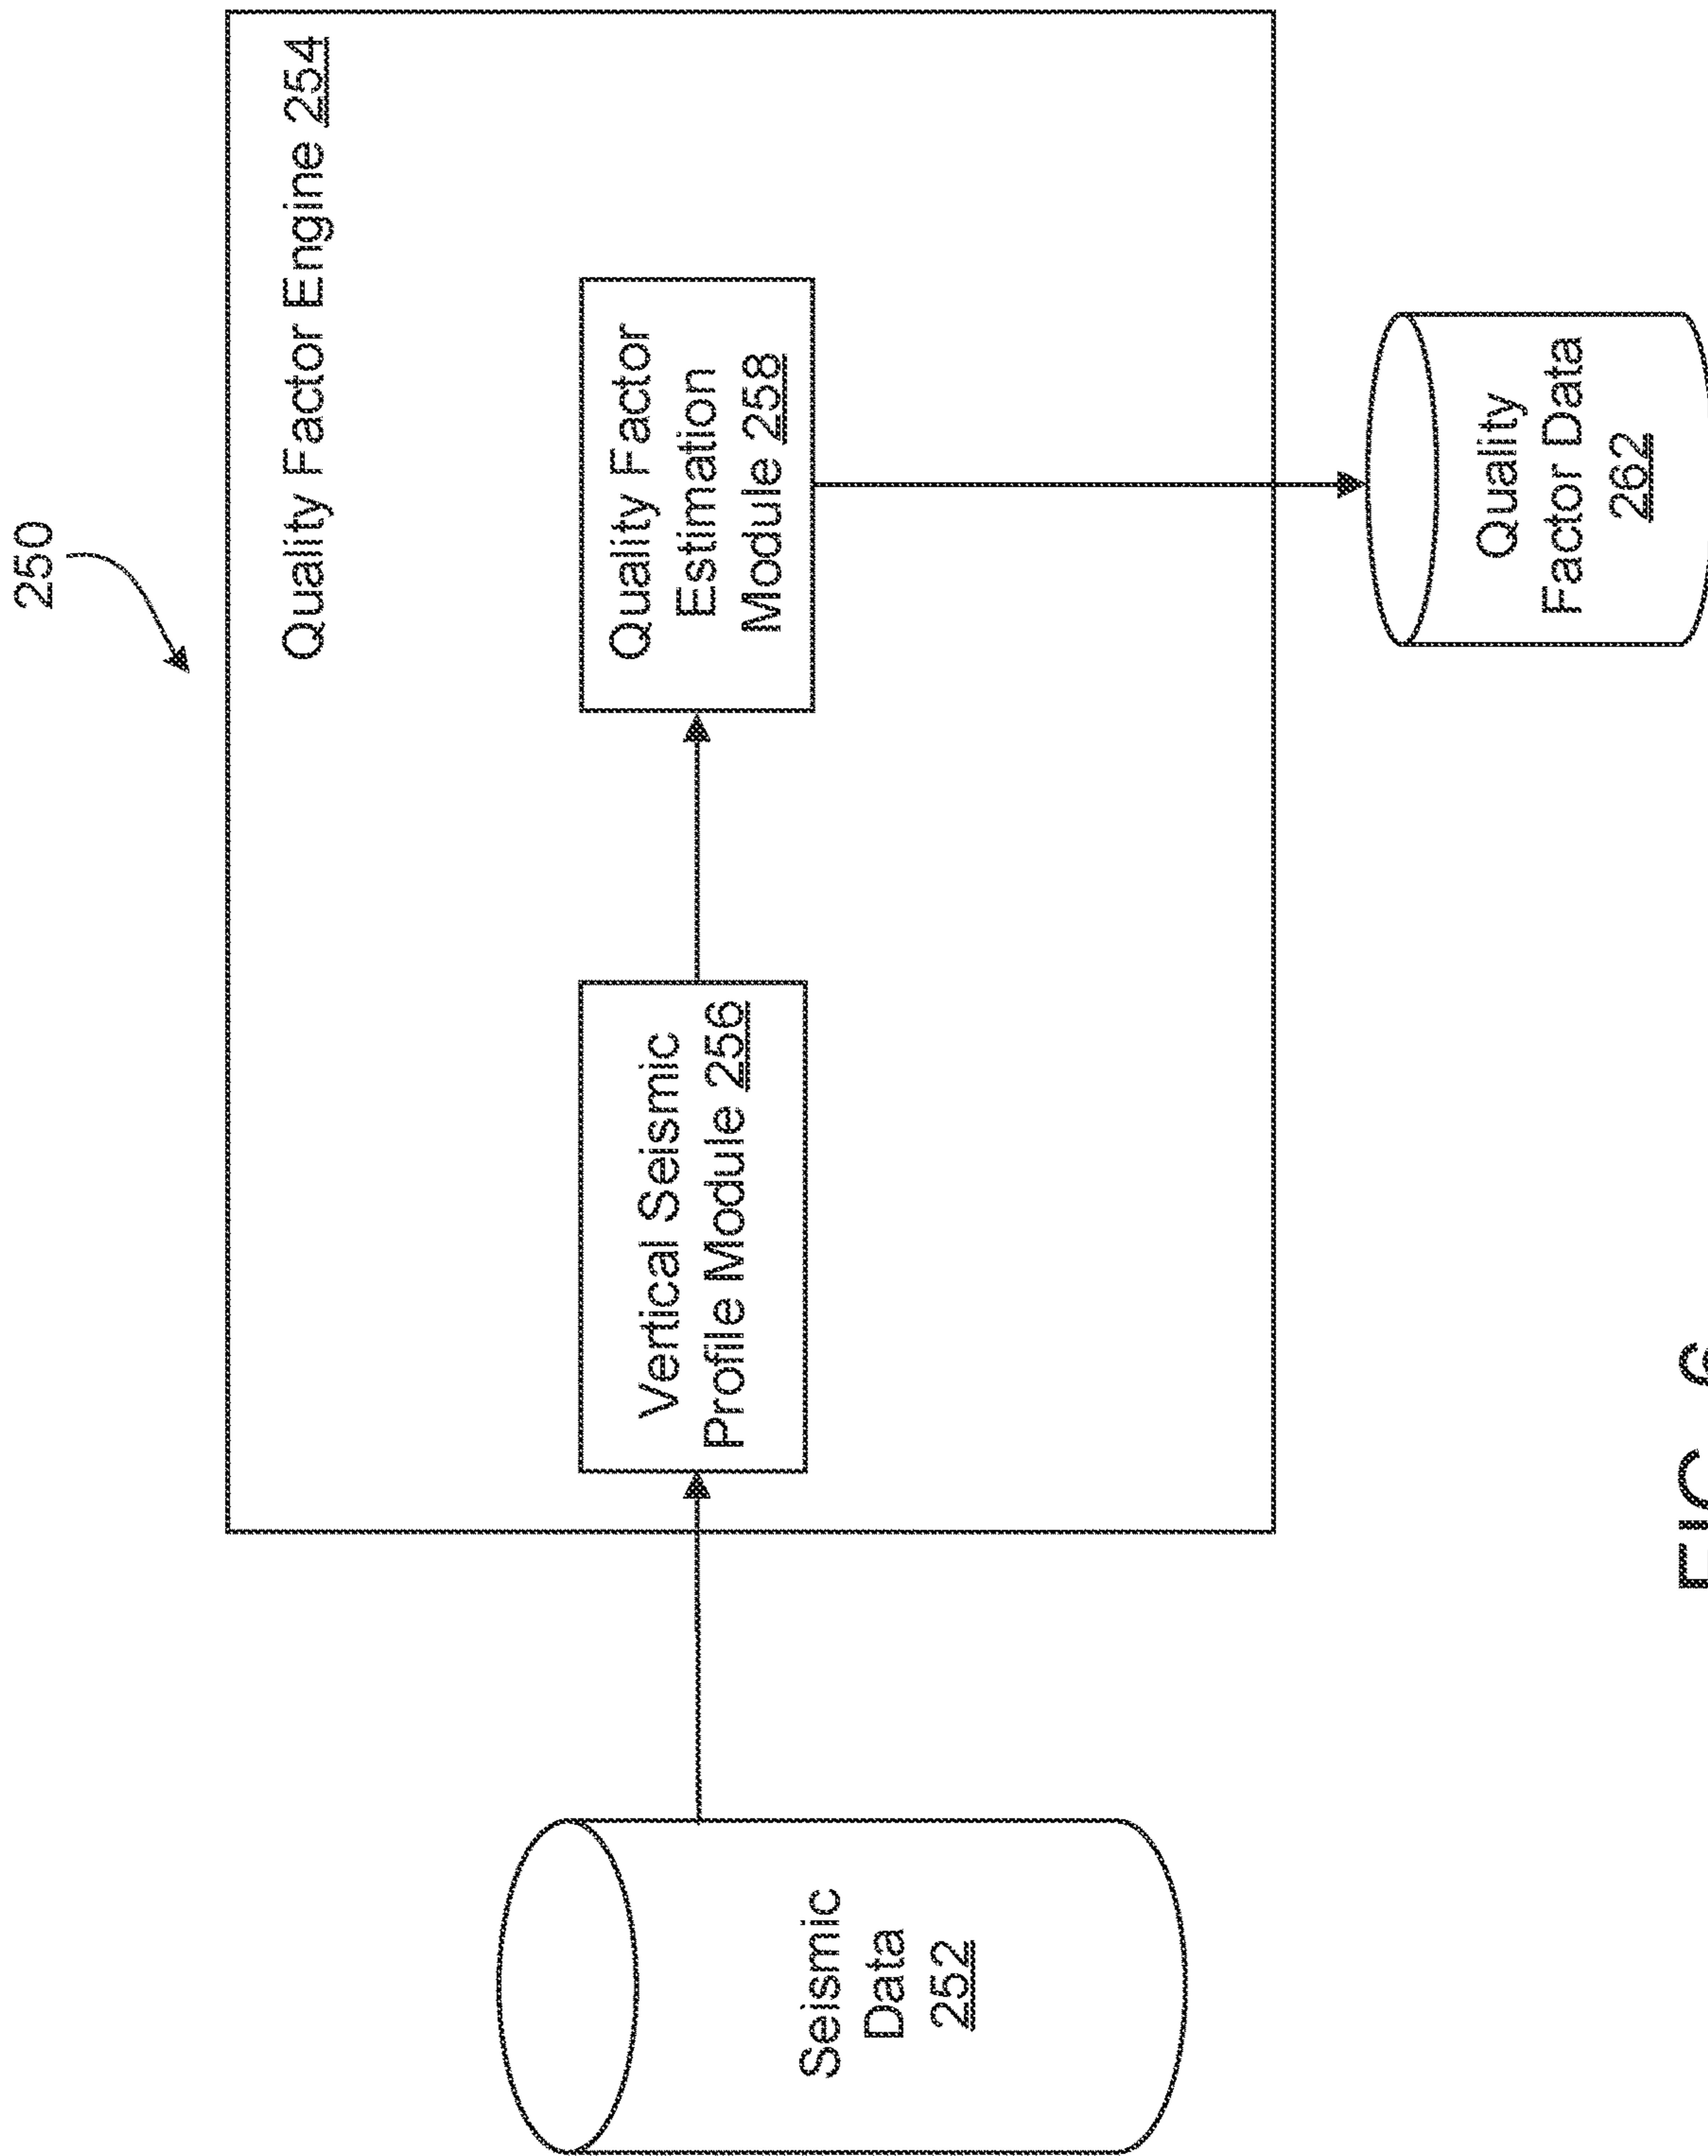 250
Quality Factor Engine 254
Vertical Seismic
Profile Module 256
Quality Factor
Estimation
Module 258
Seismic
Data
252
Quality
Factor Data
262